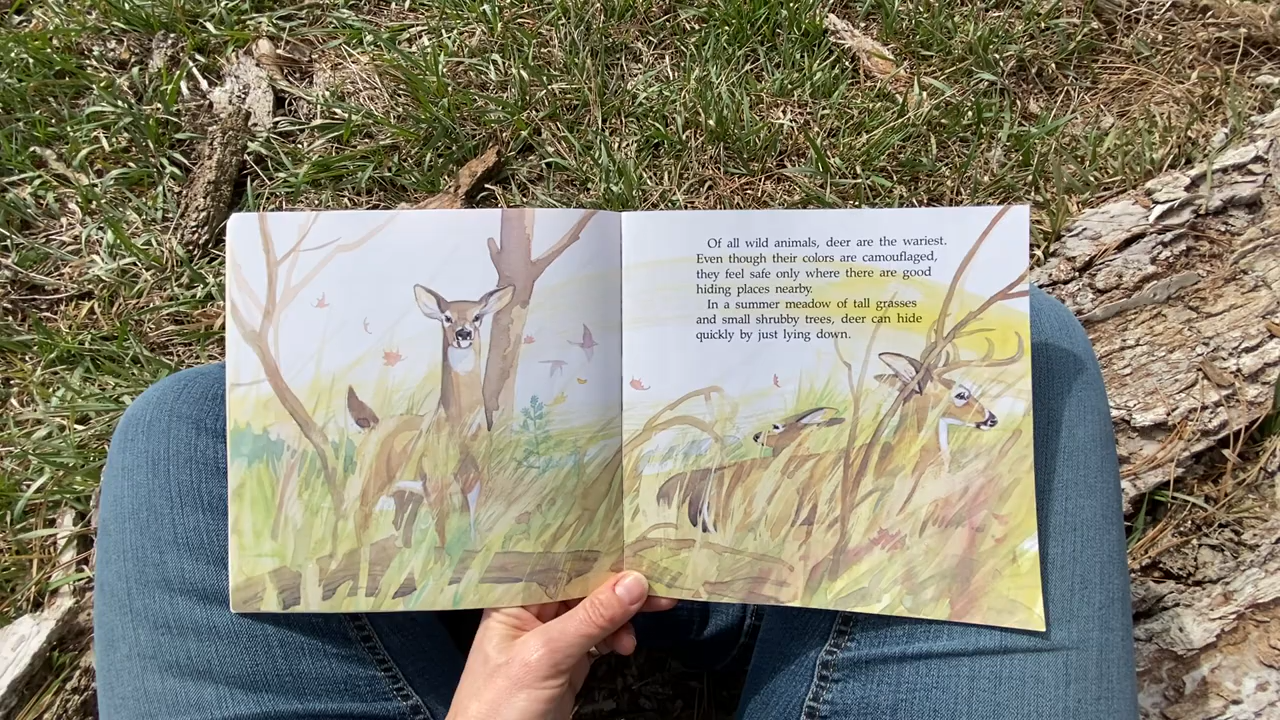 Of all wild animals, deer are the wariest.
Even though their colors are camouflaged,
they feel safe only where there are good
hiding places nearby.
In a summer meadow of tall grasses
and small shrubby trees, deer can hide
quickly by just lying down.